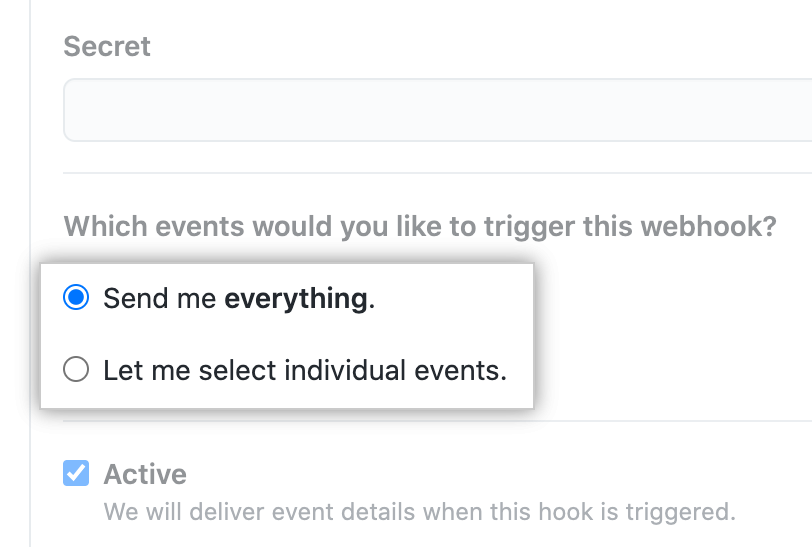 Secret
Which events would you like to trigger this webhook?
Send me everything.
Let me select individual events.
Active
We will deliver event details when this hook is triggered.